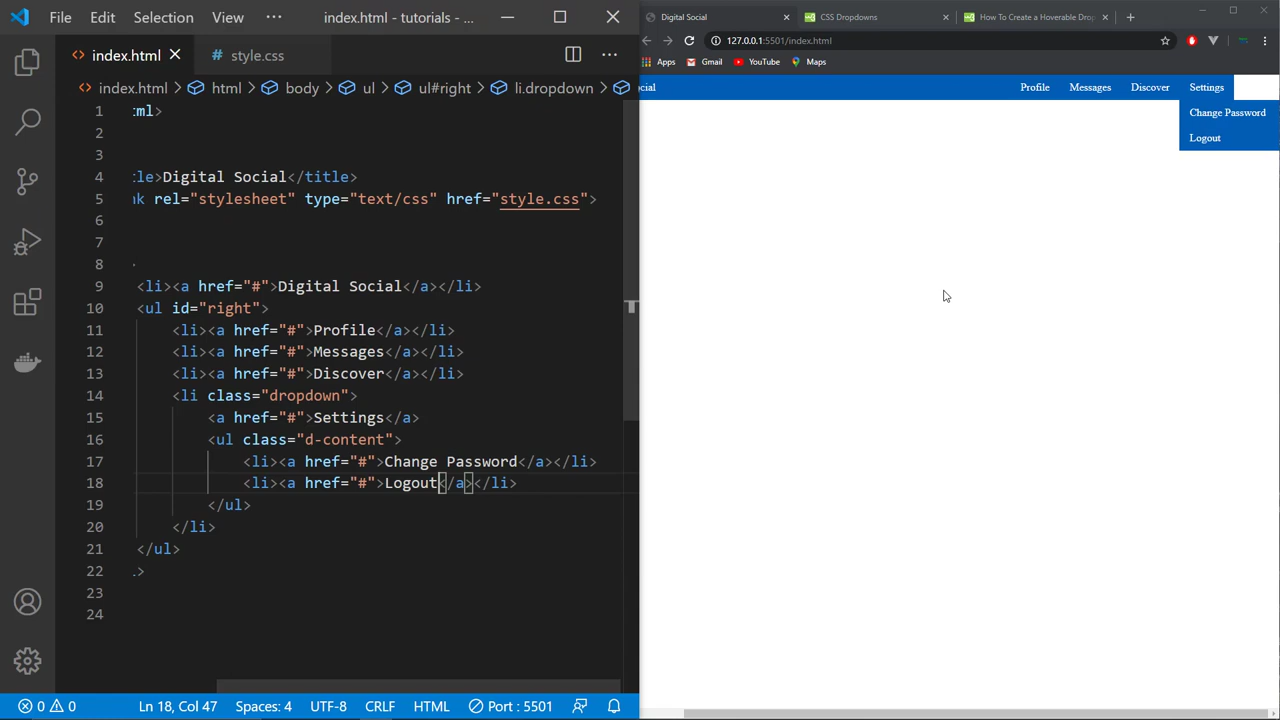 File Edit Selection View ··· index.html - tutorials - ...
index.html style.css
index.html > html > body > ul > ul#right > li.dropdown >
1 ml>
2
3
4 le>Digital Social</title>
5 nk rel="stylesheet" type="text/css" href="style.css">
6
7
8
9 <li><a href="#">Digital Social</a></li>
10 <ul id="right">
11 <li><a href="#">Profile</a></li>
12 <li><a href="#">Messages</a></li>
13 <li><a href="#">Discover</a></li>
14 <li class="dropdown">
15 <a href="#">Settings</a>
16 <ul class="d-content">
17 <li><a href="#">Change Password</a></li>
18 <li><a href="#">Logout</a></li>
19 </ul>
20 </li>
21 </ul>
22 >
23
24
0 0 Ln 18, Col 47 Spaces: 4 UTF-8 CRLF HTML Port : 5501
Digital Social CSS Dropdowns How To Create a Hoverable Drop
127.0.0.1:5501/index.html
Apps Gmail YouTube Maps
cial Profile Messages Discover Settings
Change Password
Logout